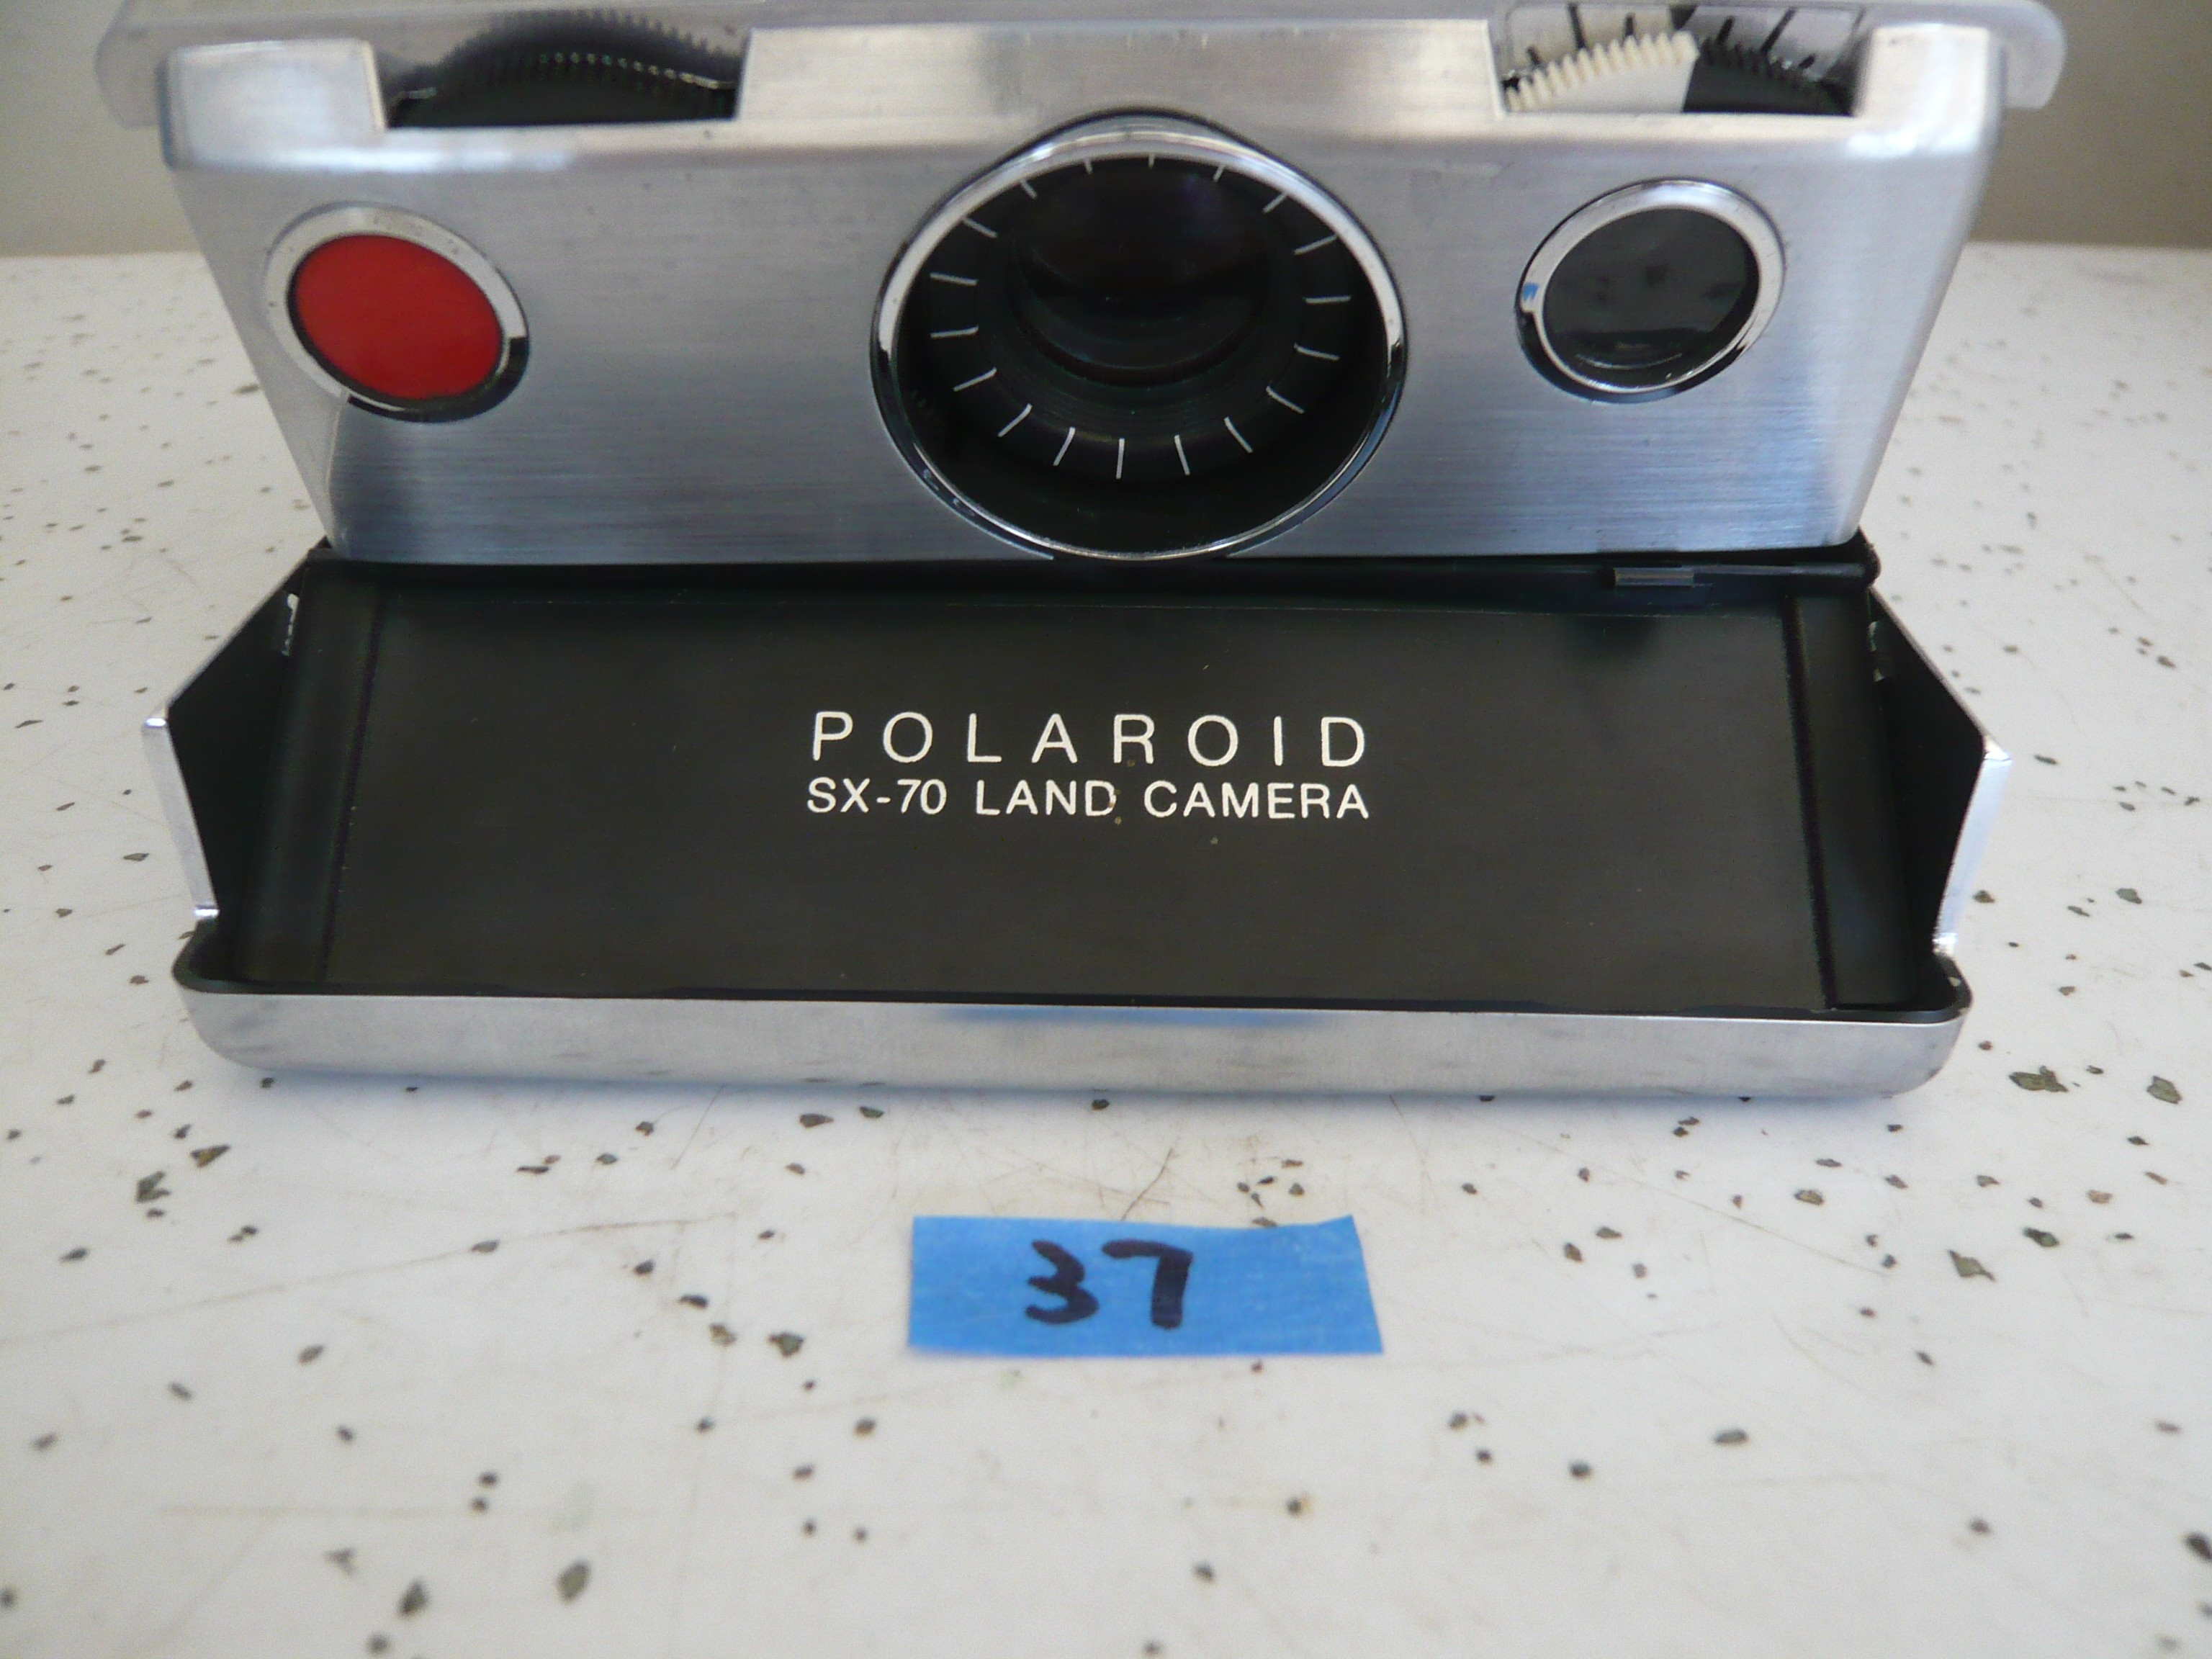 POLAROID
SX-70 LAND CAMERA
37